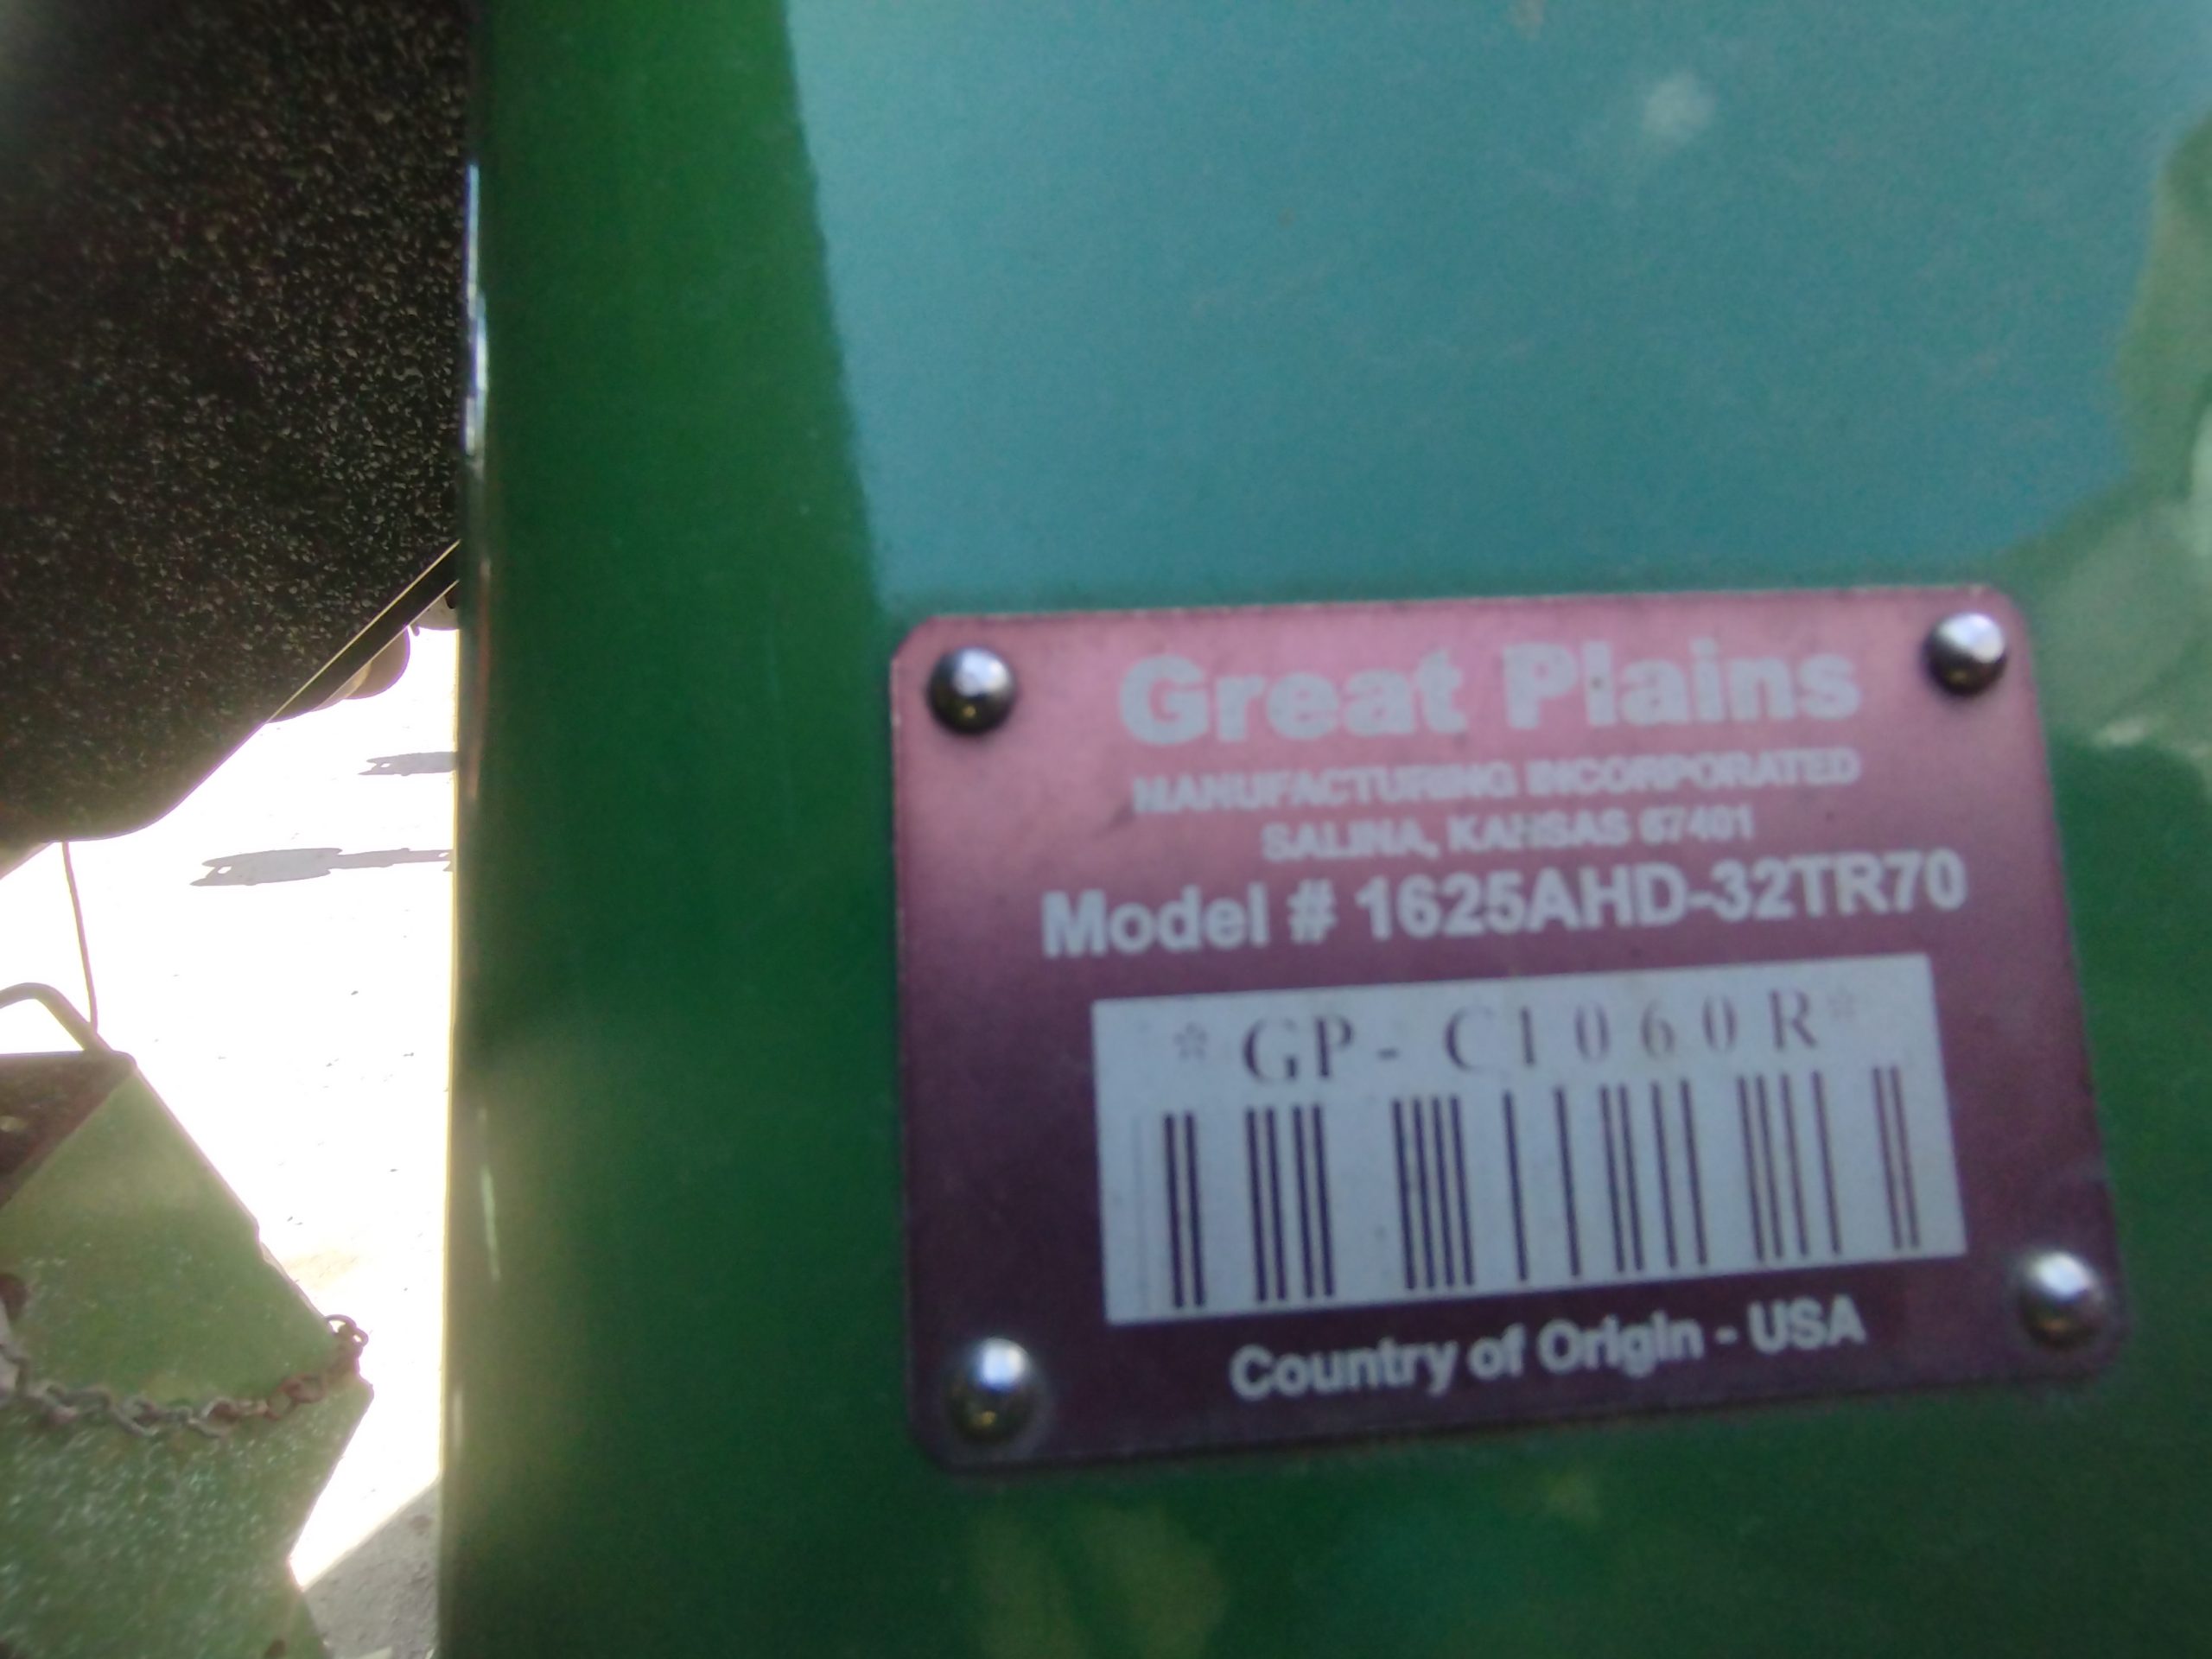 Great Plains
MANUFACTURING INCORPORATED
SALINA, KANSAS 67401
Model # 1625AHD-32TR70
*GP-C1060R*
Country of Origin - USA